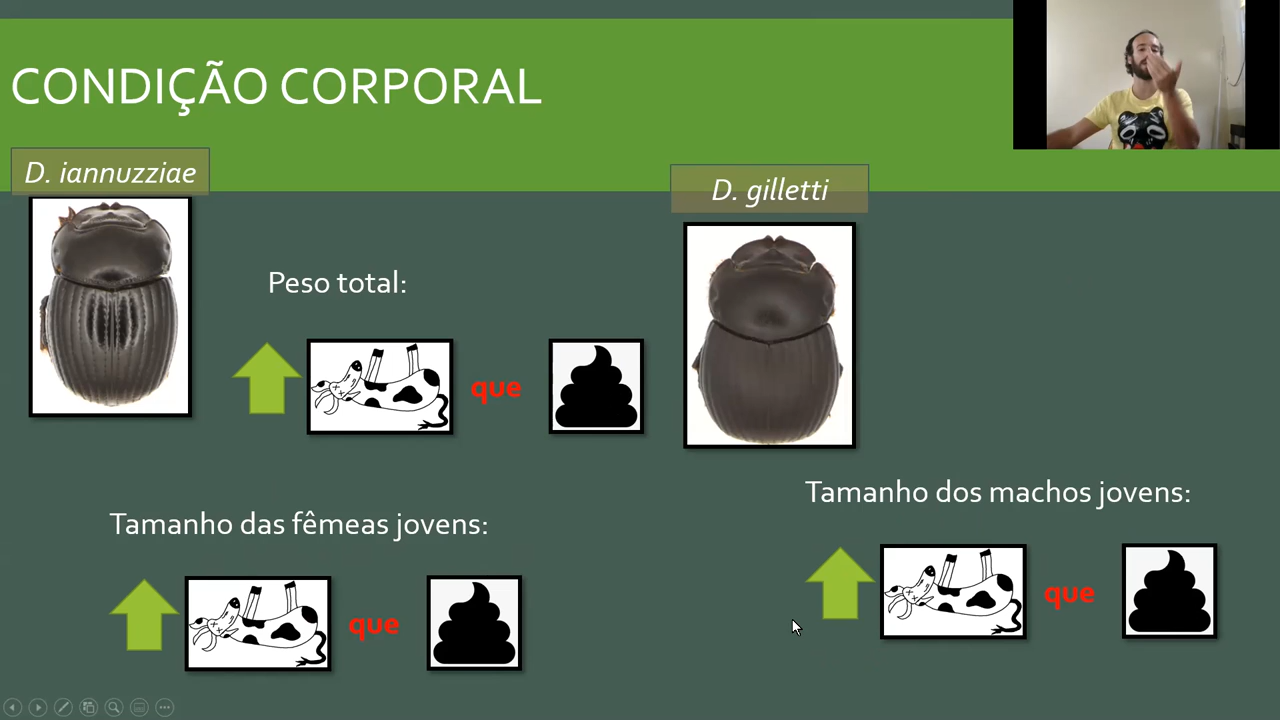 CONDIÇÃO CORPORAL
D. iannuzziae
D. gilletti
Peso total:
que
Tamanho das fêmeas jovens:
que
Tamanho dos machos jovens:
que